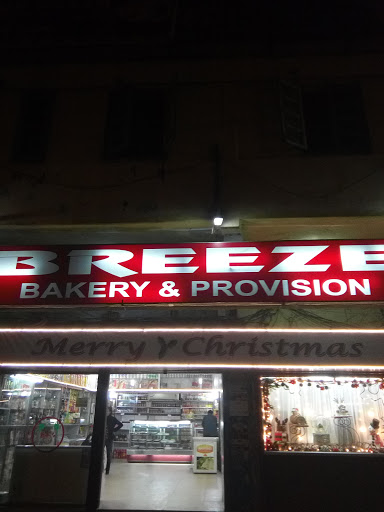 BREEZE
BAKERY & PROVISION
Merry Christmas